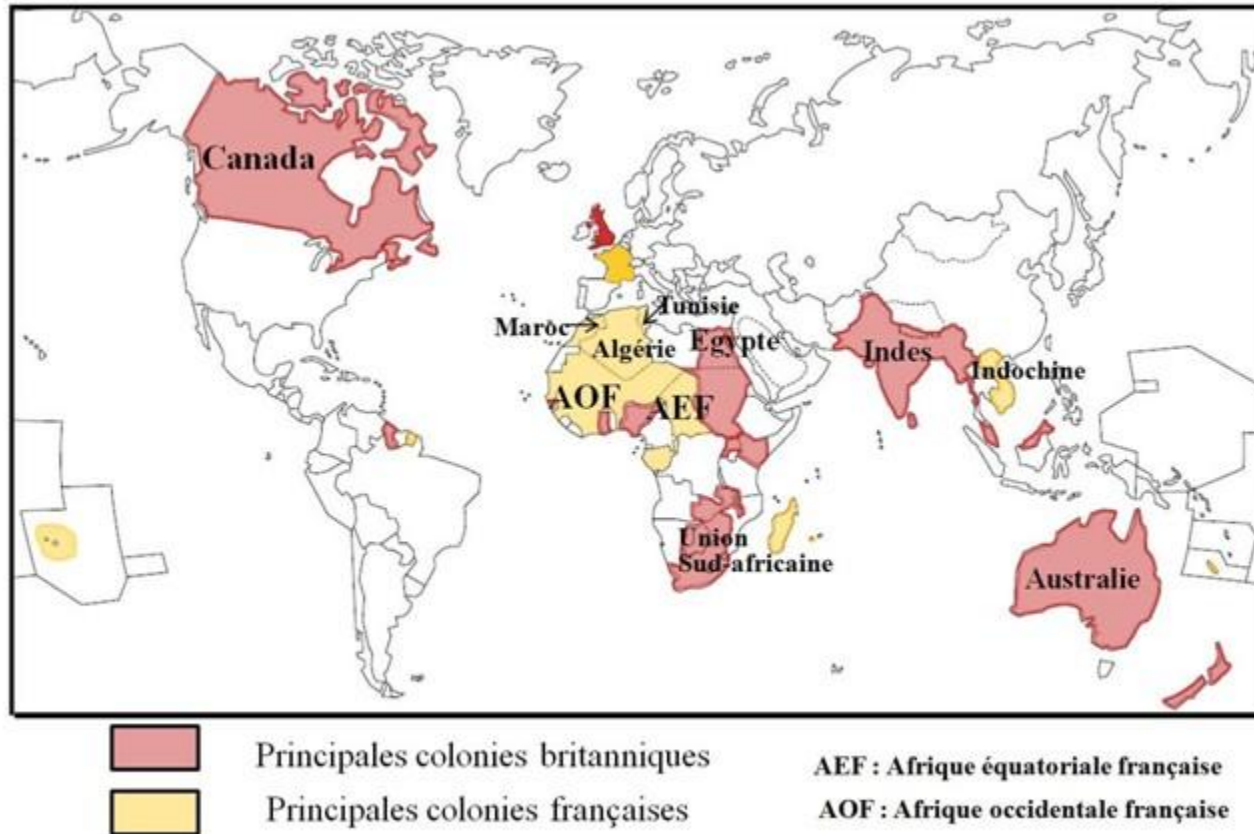 Canada
Tunisie
Maroc
Algérie
Egypte
AOF
AEF
Indes
Indochine
Union
Sud-africaine
Australie
Principales colonies britanniques
Principales colonies françaises
AEF : Afrique équatoriale française
AOF : Afrique occidentale française